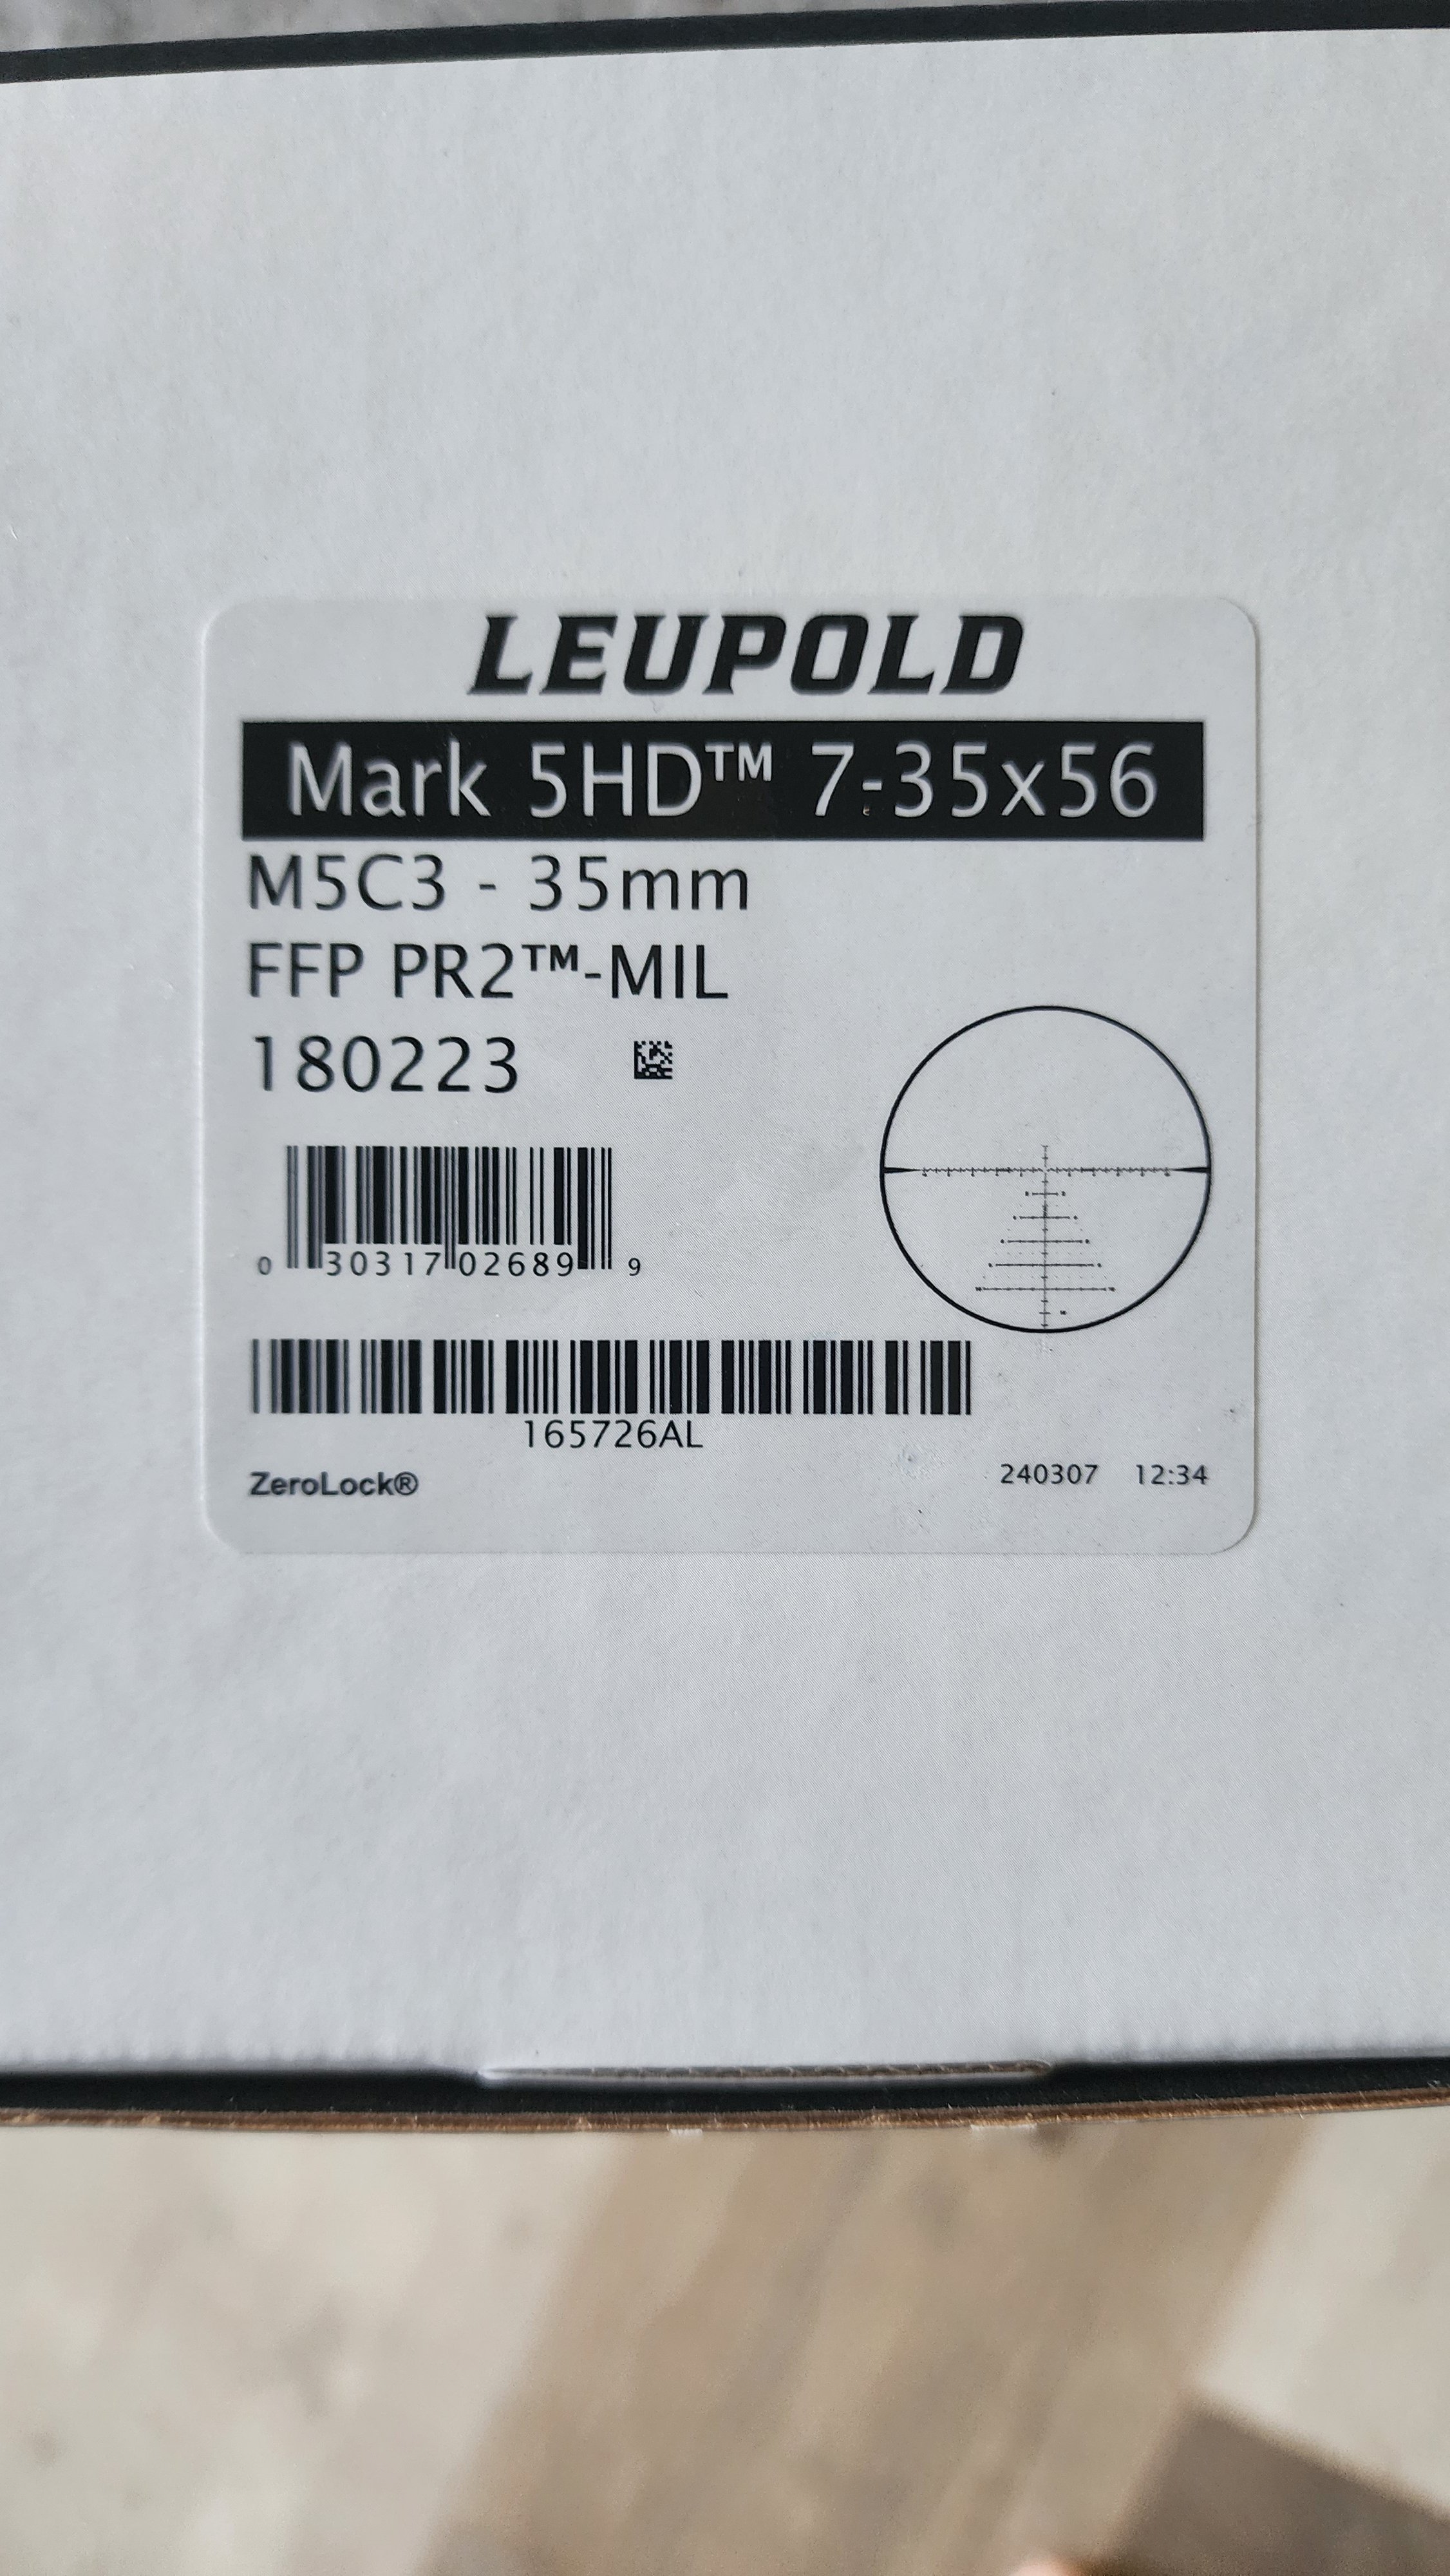 LEUPOLD
Mark 5HD™ 7-35x56
M5C3 - 35mm
FFP PR2™-MIL
180223
0 30317 02689 9
165726AL
ZeroLock® 240307 12:34